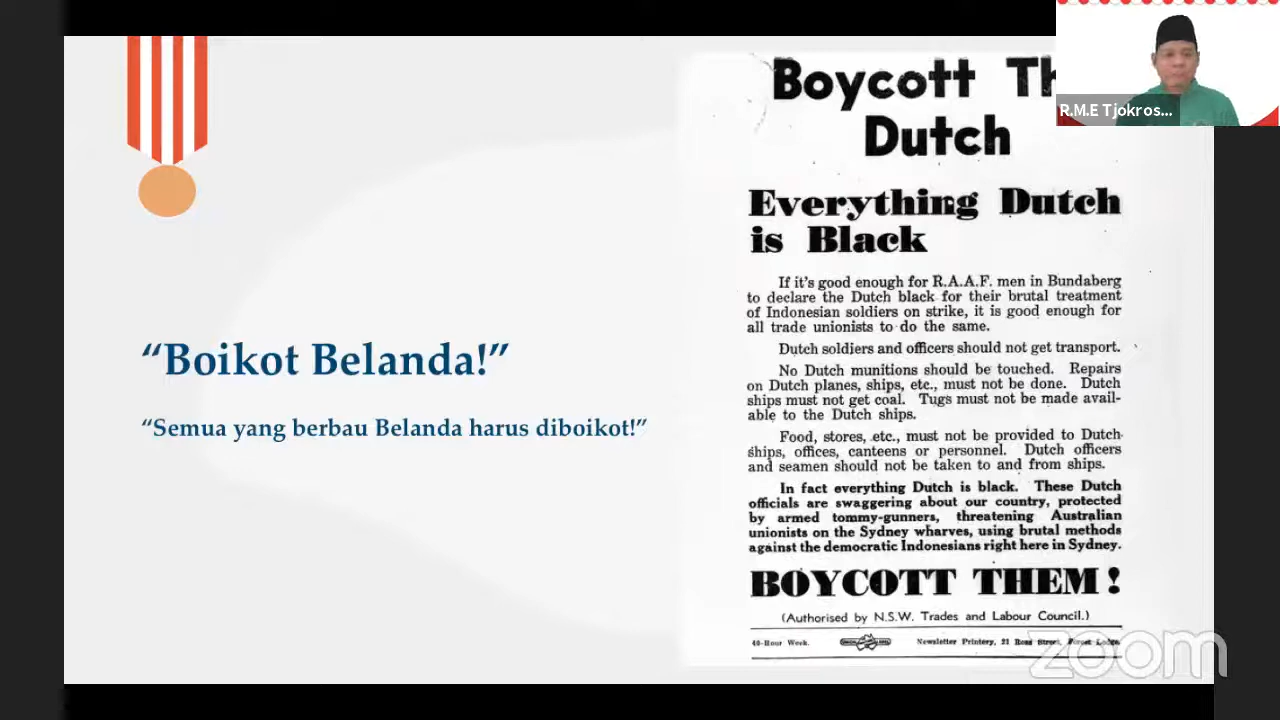 Boycott Th
Dutch
R.M.E Tjokros...
Everything Dutch
is Black
If it's good enough for R.A.A.F. men in Bundaberg
to declare the Dutch black for their brutal treatment
of Indonesian soldiers on strike, it is good enough for
all trade unionists to do the same.
Dutch soldiers and officers should not get transport.
No Dutch munitions should be touched. Repairs
on Dutch planes, ships, etc., must not be done. Dutch
ships must not get coal. Tugs must not be made avail-
able to the Dutch ships.
Food, stores, etc., must not be provided to Dutch
ships, offices, canteens or personnel. Dutch officers
and seamen should not be taken to and from ships.
In fact everything Dutch is black. These Dutch
officials are swaggering about our country, protected
by armed tommy-gunners, threatening Australian
unionists on the Sydney wharves, using brutal methods
against the democratic Indonesians right here in Sydney.
BOYCOTT THEM!
(Authorised by N.S.W. Trades and Labour Council.)
40-Hour Week.
Newsletter Printery, 21 Ross Street, Forest Lodge.
“Boikot Belanda!”
“Semua yang berbau Belanda harus diboikot!”
zoom